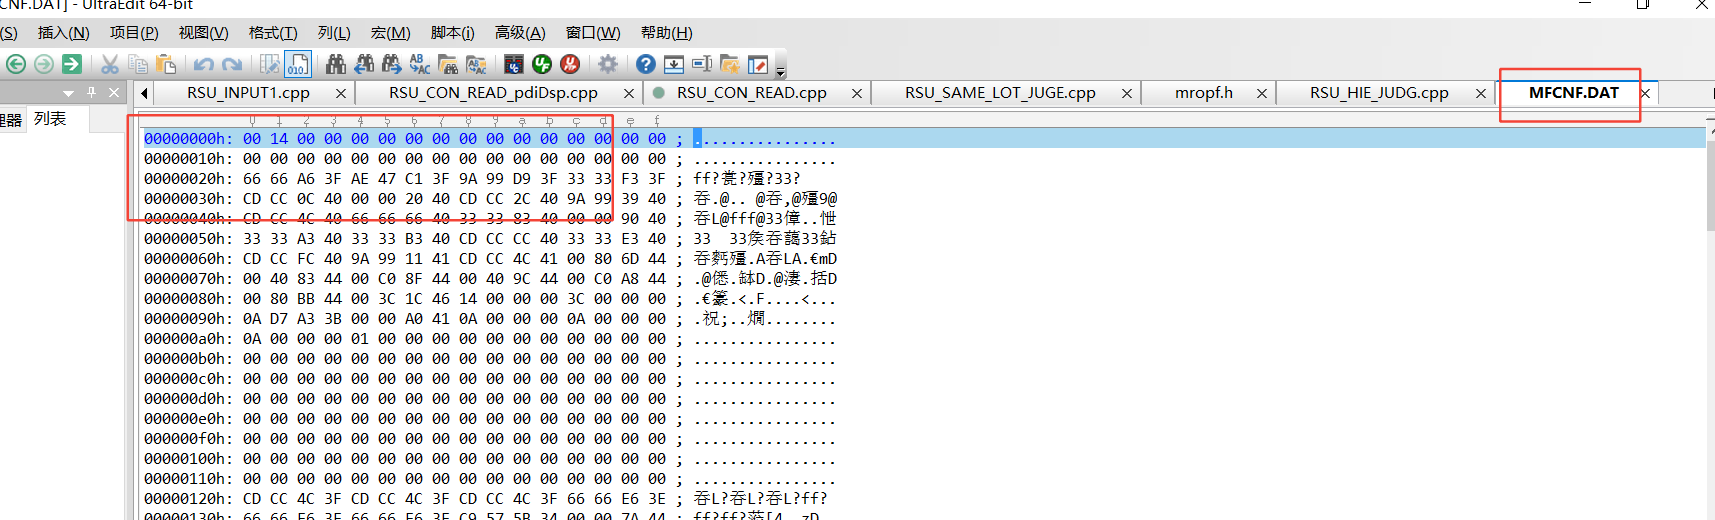 CNF.DAT] - UltraEdit 64-bit
(S) 插入(N) 项目(P) 视图(V) 格式(T) 列(L) 宏(M) 脚本(i) 高级(A) 窗口(W) 帮助(H)
RSU_INPUT1.cpp RSU_CON_READ_pdiDsp.cpp RSU_CON_READ.cpp RSU_SAME_LOT_JUGE.cpp mropf.h RSU_HIE_JUDG.cpp MFCNF.DAT
理器 列表
0 1 2 3 4 5 6 7 8 9 a b c d e f
00000000h: 00 14 00 00 00 00 00 00 00 00 00 00 00 00 00 00 ; ................
00000010h: 00 00 00 00 00 00 00 00 00 00 00 00 00 00 00 00 ; ................
00000020h: 66 66 A6 3F AE 47 C1 3F 9A 99 D9 3F 33 33 F3 3F ; ff?甍?殭?33?
00000030h: CD CC 0C 40 00 00 20 40 CD CC 2C 40 9A 99 39 40 ; 吞.@.. @吞,@殭9@
00000040h: CD CC 4C 40 66 66 66 40 33 33 83 40 00 00 90 40 ; 吞L@fff@33傽..怈
00000050h: 33 33 A3 40 33 33 B3 40 CD CC CC 40 33 33 E3 40 ; 33 33矦吞藹33鉆
00000060h: CD CC FC 40 9A 99 11 41 CD CC 4C 41 00 80 6D 44 ; 吞麫殭.A吞LA.€mD
00000070h: 00 40 83 44 00 C0 8F 44 00 40 9C 44 00 C0 A8 44 ; .@僁.缽D.@淒.括D
00000080h: 00 80 BB 44 00 3C 1C 46 14 00 00 00 3C 00 00 00 ; .€籇.<.F....<...
00000090h: 0A D7 A3 3B 00 00 A0 41 0A 00 00 00 0A 00 00 00 ; .祝;..燗........
000000a0h: 0A 00 00 00 01 00 00 00 00 00 00 00 00 00 00 00 ; ................
000000b0h: 00 00 00 00 00 00 00 00 00 00 00 00 00 00 00 00 ; ................
000000c0h: 00 00 00 00 00 00 00 00 00 00 00 00 00 00 00 00 ; ................
000000d0h: 00 00 00 00 00 00 00 00 00 00 00 00 00 00 00 00 ; ................
000000e0h: 00 00 00 00 00 00 00 00 00 00 00 00 00 00 00 00 ; ................
000000f0h: 00 00 00 00 00 00 00 00 00 00 00 00 00 00 00 00 ; ................
00000100h: 00 00 00 00 00 00 00 00 00 00 00 00 00 00 00 00 ; ................
00000110h: 00 00 00 00 00 00 00 00 00 00 00 00 00 00 00 00 ; ................
00000120h: CD CC 4C 3F CD CC 4C 3F CD CC 4C 3F 66 66 E6 3E ; 吞L?吞L?吞L?ff?
00000130h: 66 66 E6 3E 66 66 E6 3E C9 57 5B 34 00 00 7A 44